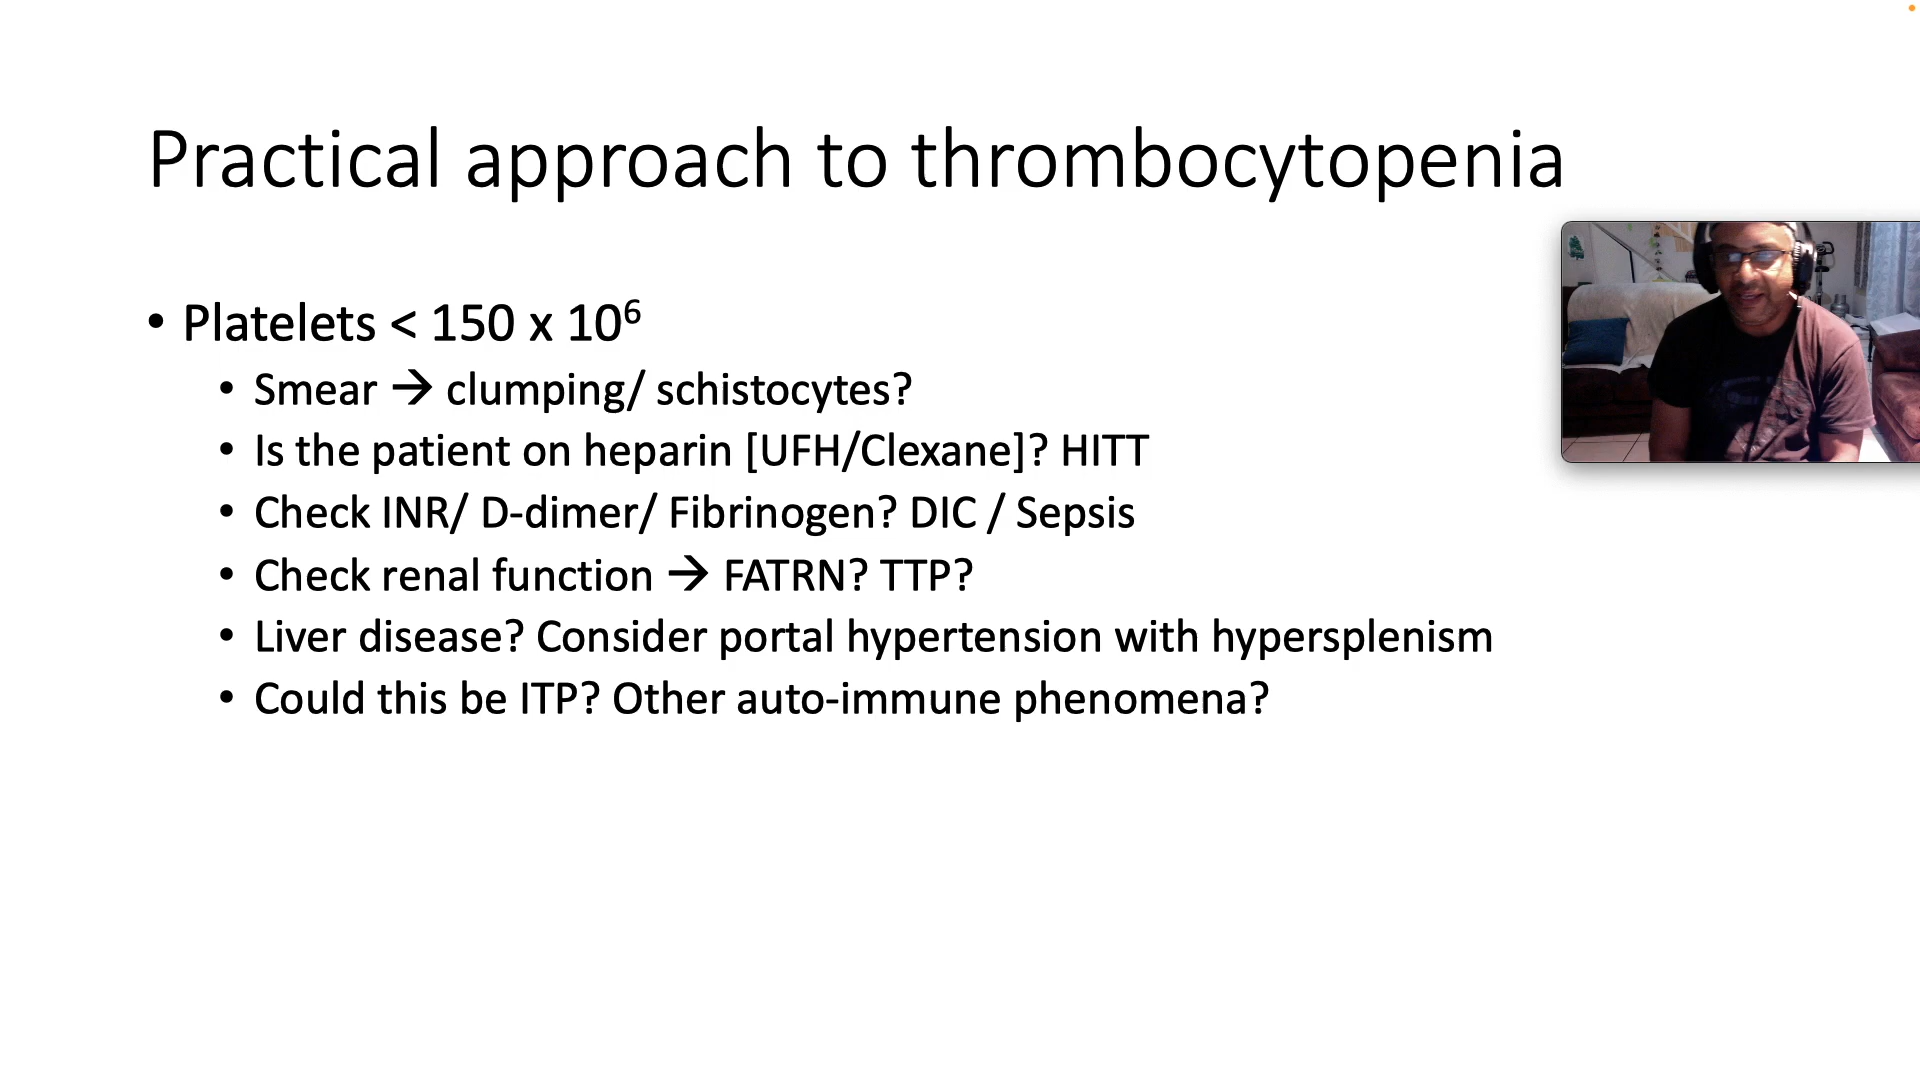 Practical approach to thrombocytopenia
• Platelets < 150 x 10⁶
• Smear → clumping/ schistocytes?
• Is the patient on heparin [UFH/Clexane]? HITT
• Check INR/ D-dimer/ Fibrinogen? DIC / Sepsis
• Check renal function → FATRN? TTP?
• Liver disease? Consider portal hypertension with hypersplenism
• Could this be ITP? Other auto-immune phenomena?